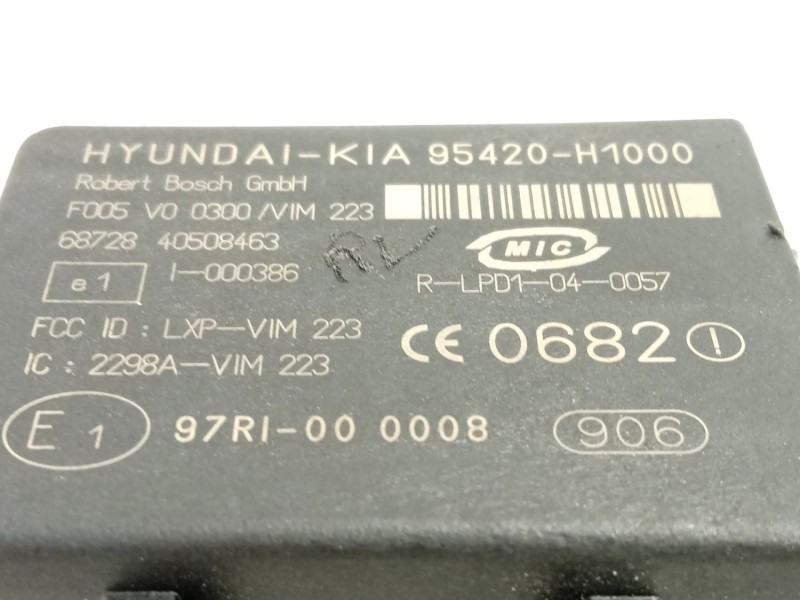 HYUNDAI-KIA 95420-H1000
Robert Bosch GmbH
F005 V0 0300/VIM 223
68728 40508463
RL
MIC
e1 I-000386
R-LPD1-04-0057
FCC ID : LXP-VIM 223
CE 0682 !
IC : 2298A-VIM 223
E 1 97RI-00 0008 906